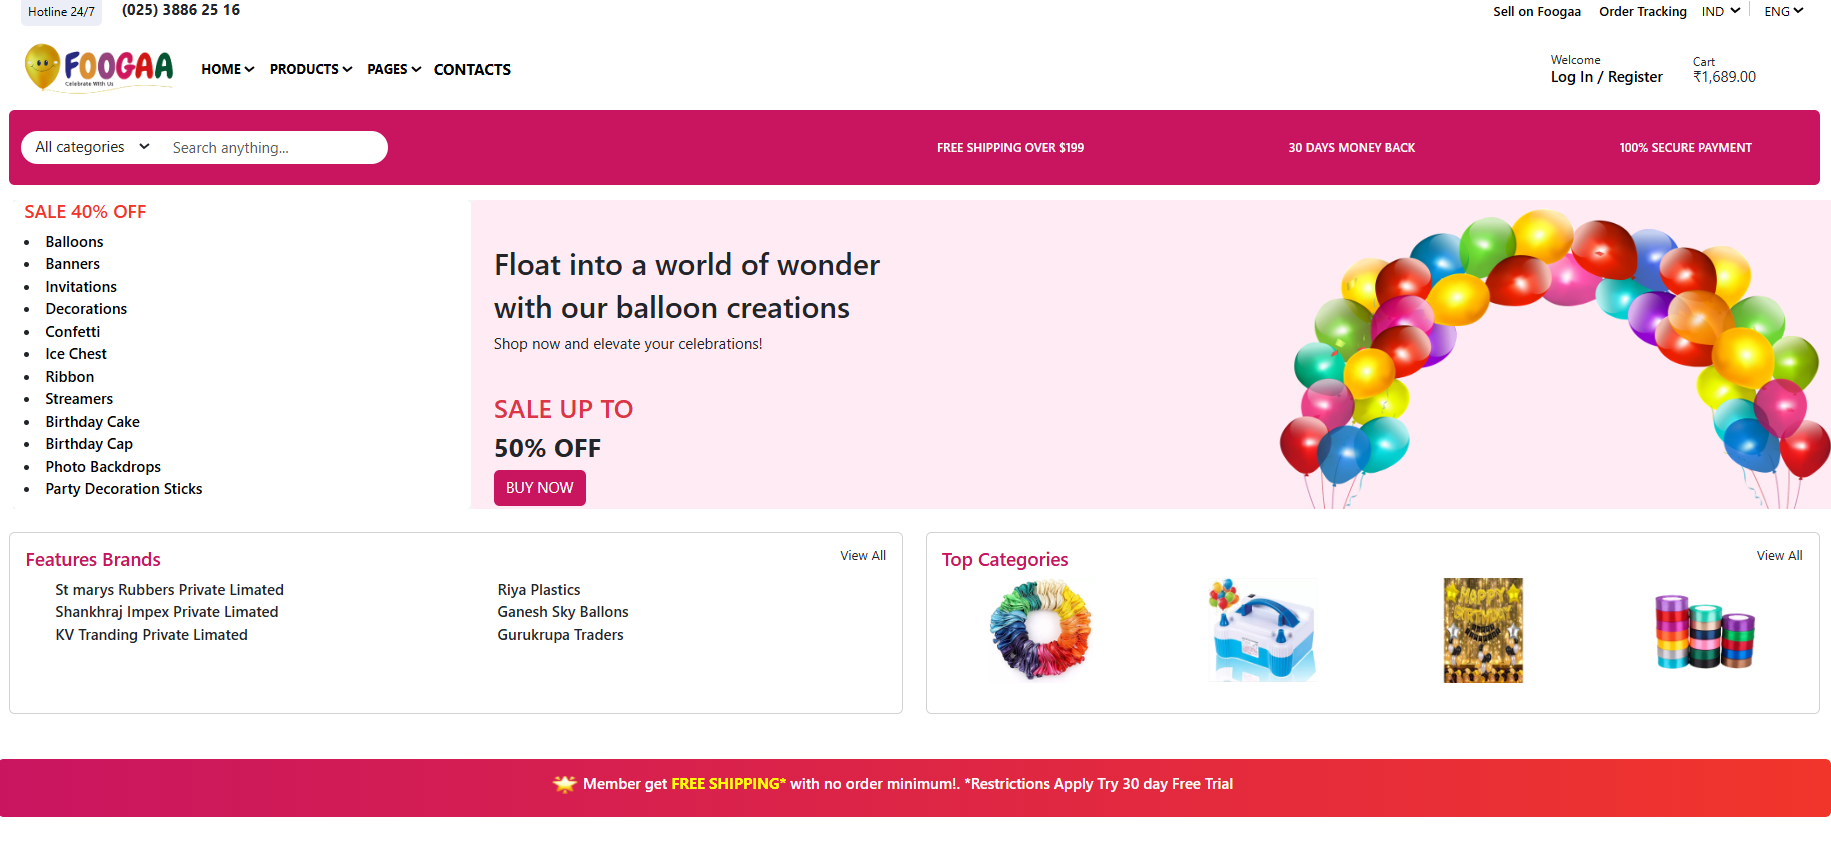 Hotline 24/7 (025) 3886 25 16 Sell on Foogaa Order Tracking IND ENG
FOOGAA
Celebrate With Us
HOME PRODUCTS PAGES CONTACTS
Welcome
Log In / Register
Cart
₹1,689.00
All categories Search anything... FREE SHIPPING OVER $199 30 DAYS MONEY BACK 100% SECURE PAYMENT
SALE 40% OFF
Balloons
Banners
Invitations
Decorations
Confetti
Ice Chest
Ribbon
Streamers
Birthday Cake
Birthday Cap
Photo Backdrops
Party Decoration Sticks
Float into a world of wonder
with our balloon creations
Shop now and elevate your celebrations!
SALE UP TO
50% OFF
BUY NOW
Features Brands View All
St marys Rubbers Private Limated
Shankhraj Impex Private Limated
KV Tranding Private Limated
Riya Plastics
Ganesh Sky Ballons
Gurukrupa Traders
Top Categories View All
HAPPY
BIRTHDAY
Member get FREE SHIPPING* with no order minimum!. *Restrictions Apply Try 30 day Free Trial